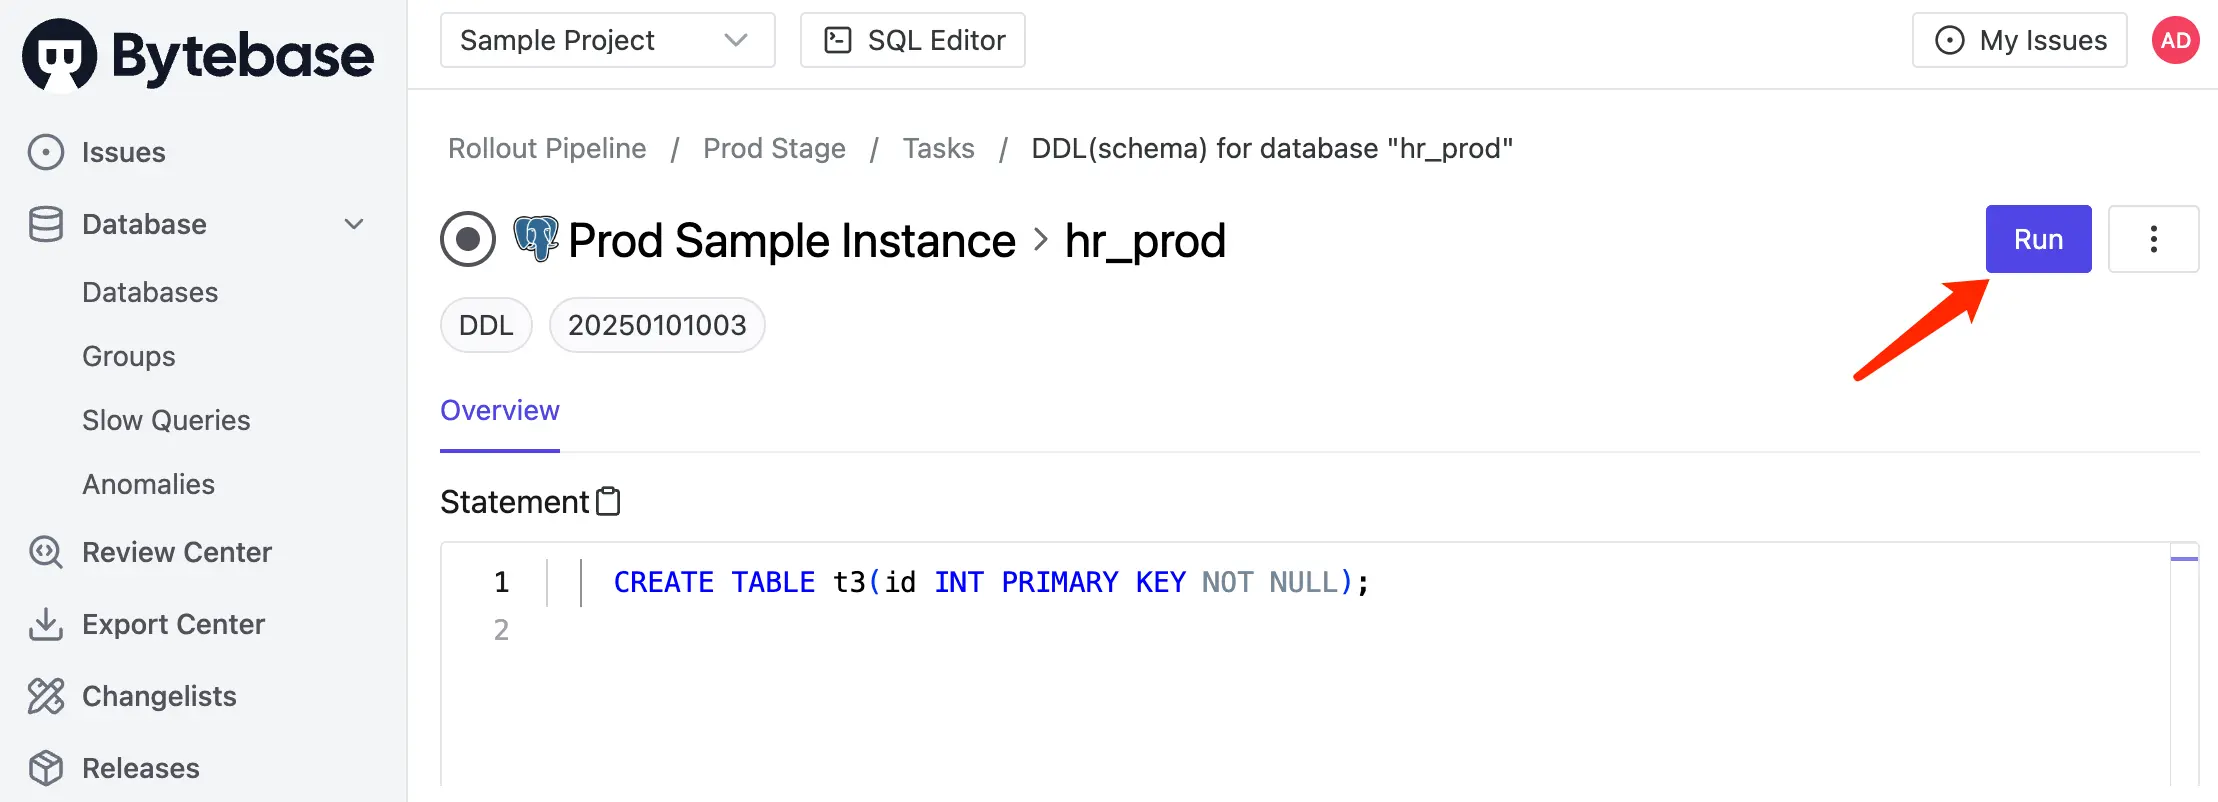 Bytebase
Sample Project
SQL Editor
My Issues
AD
Issues
Database
Databases
Groups
Slow Queries
Anomalies
Review Center
Export Center
Changelists
Releases
Rollout Pipeline / Prod Stage / Tasks / DDL(schema) for database "hr_prod"
Prod Sample Instance > hr_prod
Run
DDL
20250101003
Overview
Statement
1 CREATE TABLE t3(id INT PRIMARY KEY NOT NULL);
2